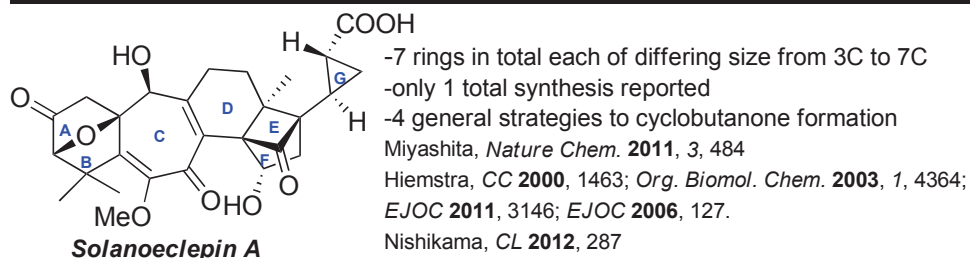 COOH
H
HO
-7 rings in total each of differing size from 3C to 7C
G
O
D
-only 1 total synthesis reported
H
E
A
O
C
-4 general strategies to cyclobutanone formation
B
F
Miyashita, Nature Chem. 2011, 3, 484
O
O
HO
Hiemstra, CC 2000, 1463; Org. Biomol. Chem. 2003, 1, 4364;
MeO
EJOC 2011, 3146; EJOC 2006, 127.
Solanoeclepin A
Nishikama, CL 2012, 287